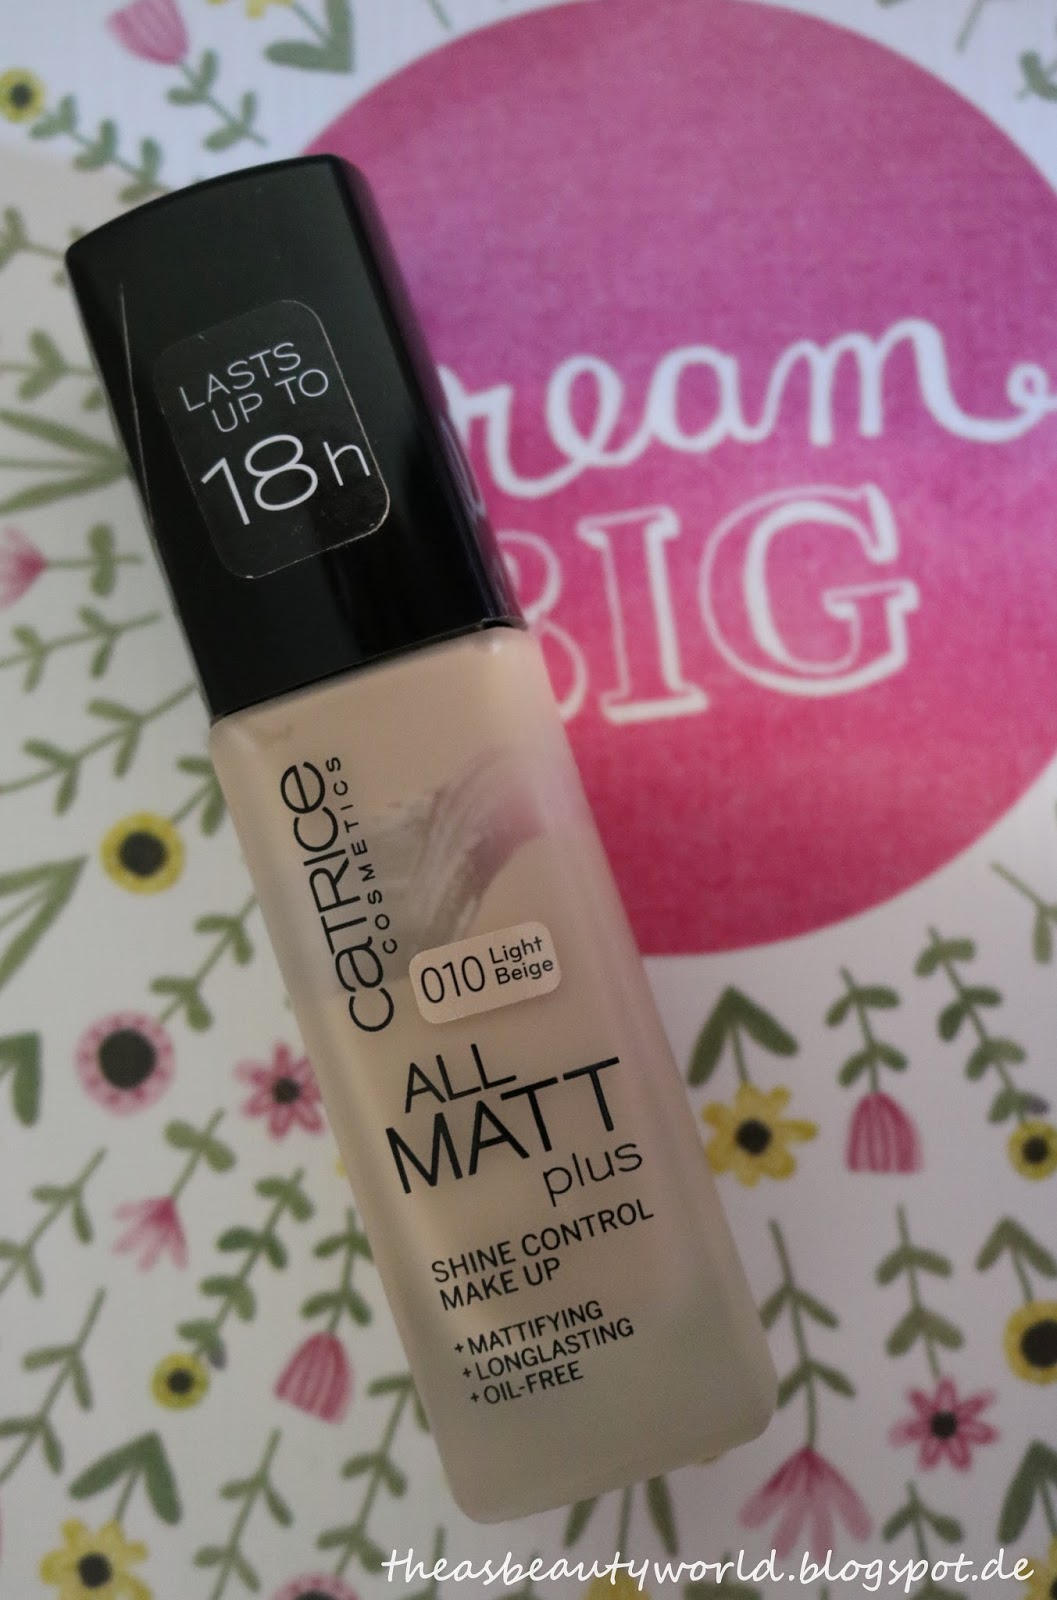 LASTS
UP TO
18h
ream
BIG
CATRICE
COSMETICS
010 Light
Beige
ALL
MATT
plus
SHINE CONTROL
MAKE UP
+ MATTIFYING
+ LONGLASTING
+ OIL-FREE
theasbeautyworld.blogspot.de